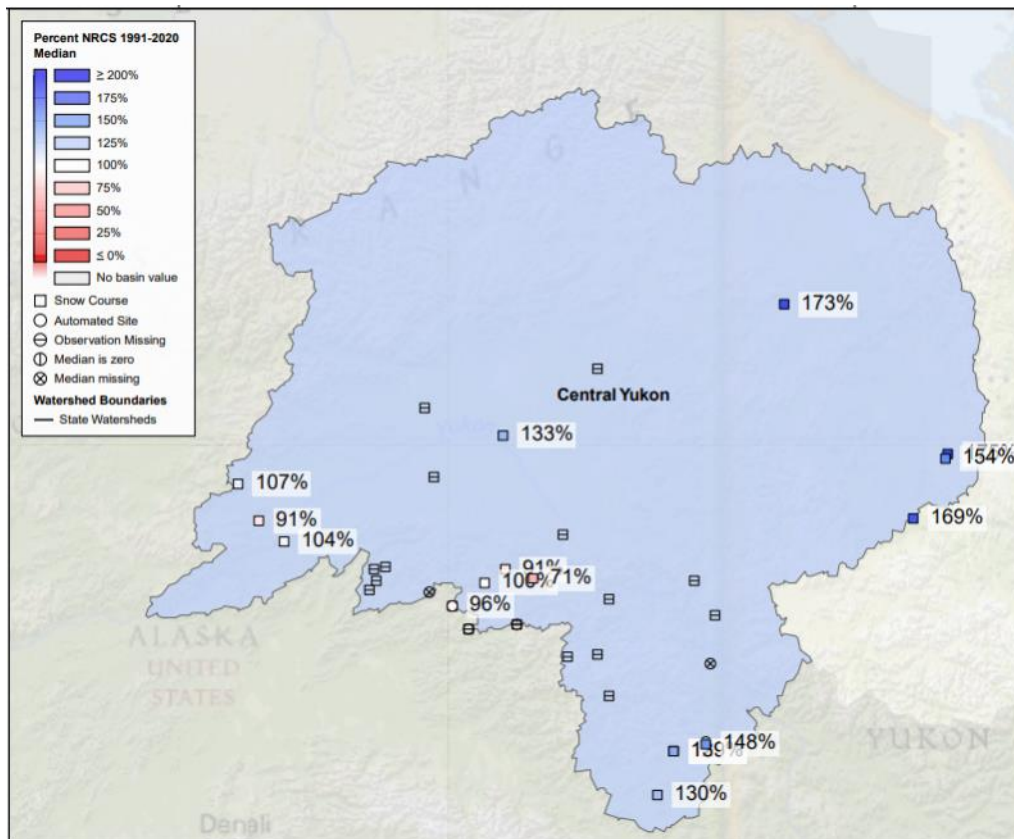 Percent NRCS 1991-2020
Median
≥ 200%
175%
150%
125%
100%
75%
50%
25%
≤ 0%
No basin value
Snow Course
Automated Site
Observation Missing
Median is zero
Median missing
Watershed Boundaries
State Watersheds
R A N G E
173%
Central Yukon
133%
154%
107%
169%
91%
104%
91%
71%
96%
ALASKA
UNITED
STATES
YUKON
148%
139%
130%
Denali